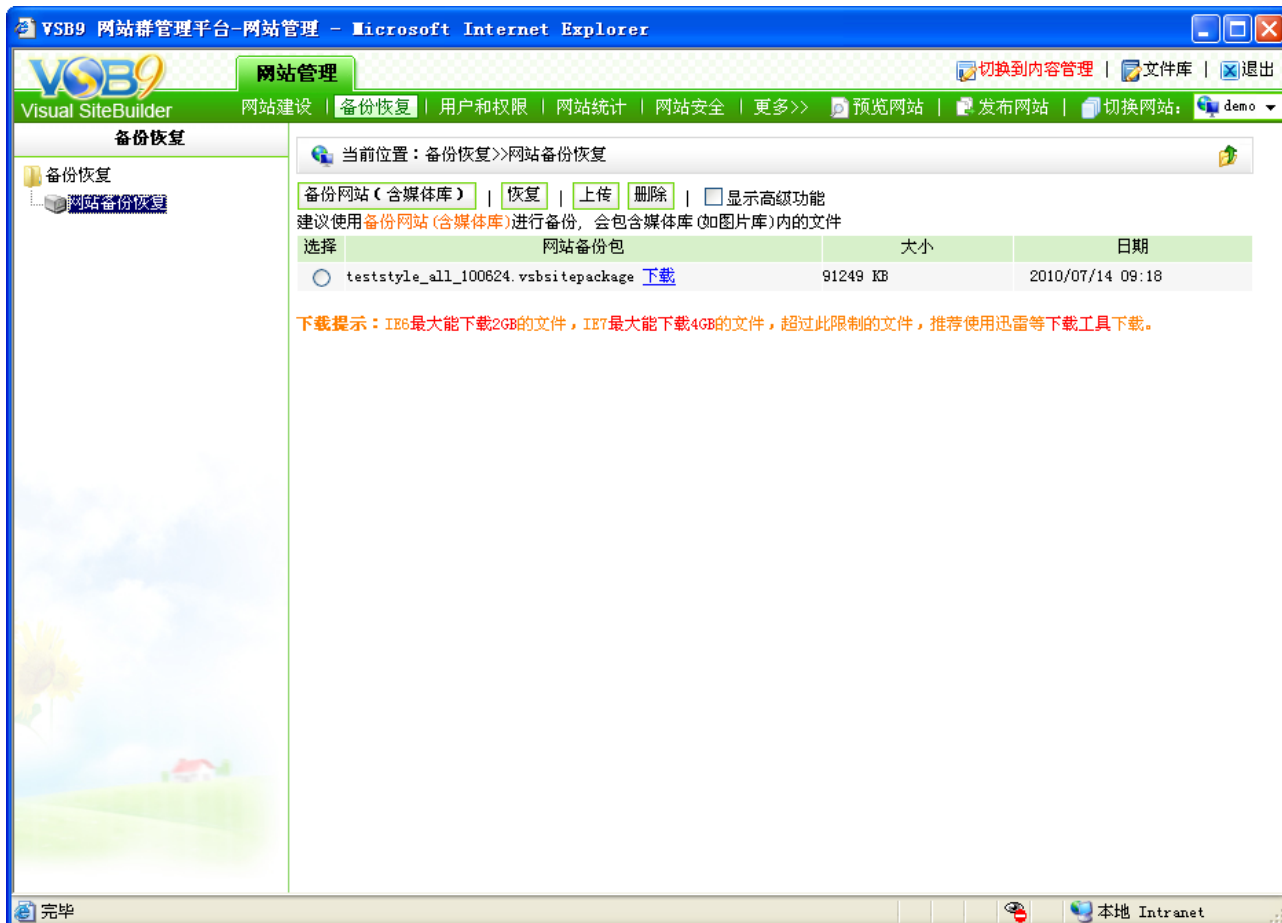 VSB9 网站群管理平台-网站管理 - Microsoft Internet Explorer
VSB9
Visual SiteBuilder
网站管理
切换到内容管理 | 文件库 | 退出
网站建设 | 备份恢复 | 用户和权限 | 网站统计 | 网站安全 | 更多>> 预览网站 | 发布网站 | 切换网站: demo
备份恢复
备份恢复
网站备份恢复
当前位置：备份恢复>>网站备份恢复
备份网站(含媒体库) | 恢复 | 上传 删除 | 显示高级功能
建议使用备份网站(含媒体库)进行备份, 会包含媒体库(如图片库)内的文件
选择 网站备份包 大小 日期
teststyle_all_100624.vsbsitepackage 下载 91249 KB 2010/07/14 09:18
下载提示：IE6最大能下载2GB的文件，IE7最大能下载4GB的文件，超过此限制的文件，推荐使用迅雷等下载工具下载。
完毕
本地 Intranet